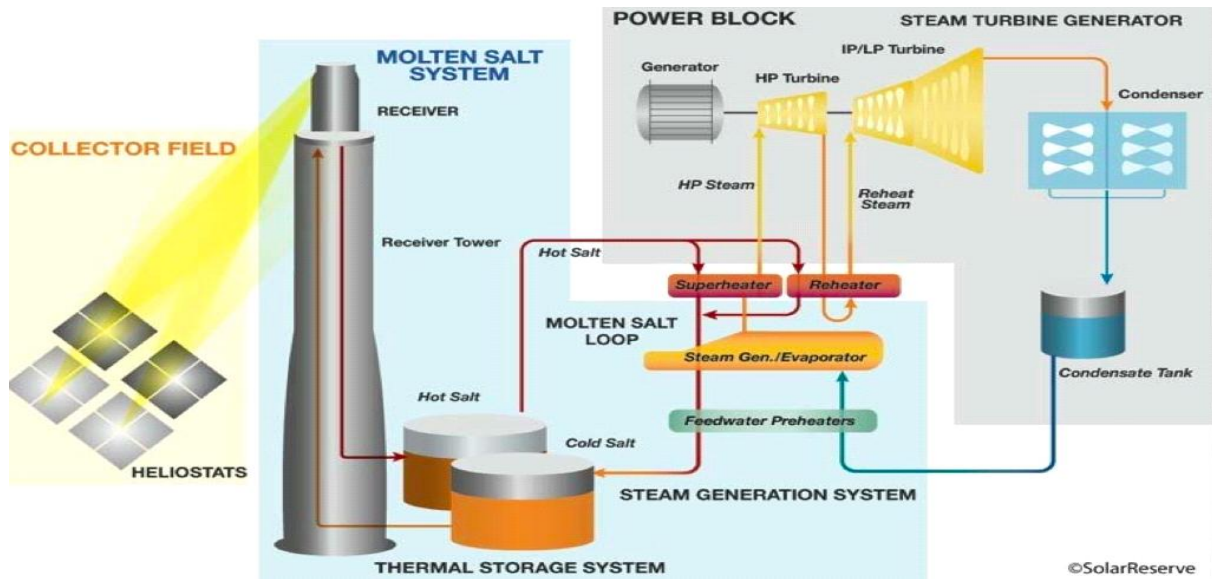 POWER BLOCK
STEAM TURBINE GENERATOR
IP/LP Turbine
Generator
HP Turbine
Condenser
MOLTEN SALT
SYSTEM
RECEIVER
COLLECTOR FIELD
HP Steam
Reheat
Steam
Receiver Tower
Hot Salt
Superheater
Reheater
MOLTEN SALT
LOOP
Steam Gen./Evaporator
Condensate Tank
Hot Salt
Feedwater Preheaters
Cold Salt
HELIOSTATS
STEAM GENERATION SYSTEM
THERMAL STORAGE SYSTEM
©SolarReserve